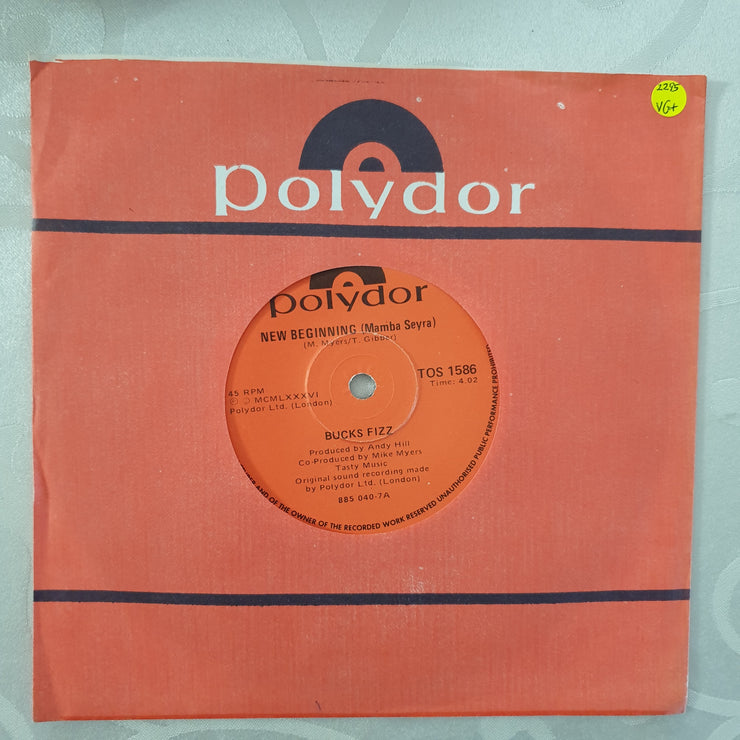 2295
VG+
polydor
polydor
NEW BEGINNING (Mamba Seyra)
(M. Myers/T. Gibber)
TOS 1586
Time: 4.02
45 RPM
Ⓟ MCMLXXXVI
Polydor Ltd. (London)
BUCKS FIZZ
Produced by Andy Hill
Co-Produced by Mike Myers
Tasty Music
Original sound recording made
by Polydor Ltd. (London)
885 040-7A
AND OF THE OWNER OF THE RECORDED WORK RESERVED UNAUTHORISED PUBLIC PERFORMANCE